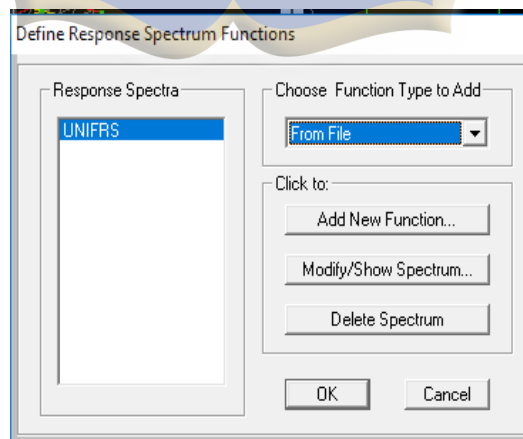 Define Response Spectrum Functions
Response Spectra
UNIFRS
Choose Function Type to Add
From File
Click to:
Add New Function...
Modify/Show Spectrum...
Delete Spectrum
OK
Cancel